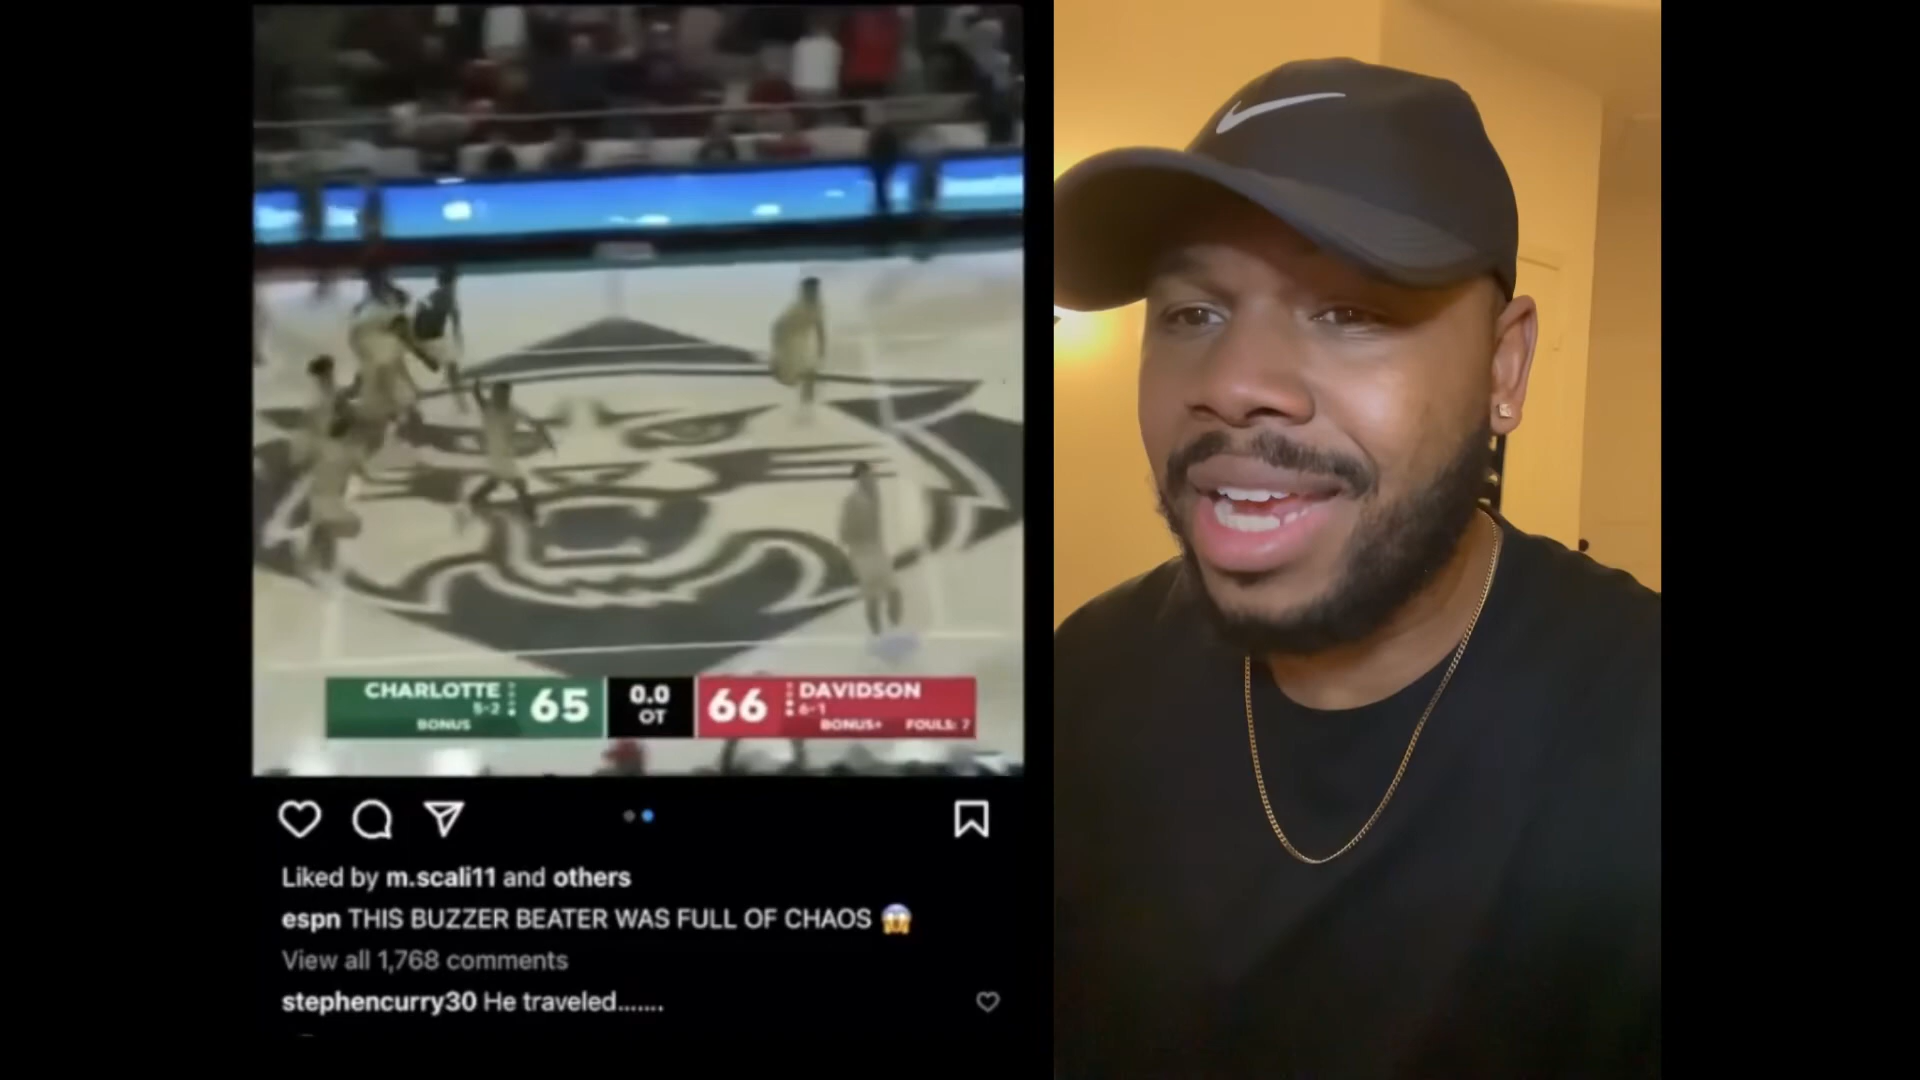 CHARLOTTE 65
5-2
BONUS
0.0
OT
66 DAVIDSON
6-1
BONUS+ FOULS: 7
Liked by m.scali11 and others
espn THIS BUZZER BEATER WAS FULL OF CHAOS 😱
View all 1,768 comments
stephencurry30 He traveled.......